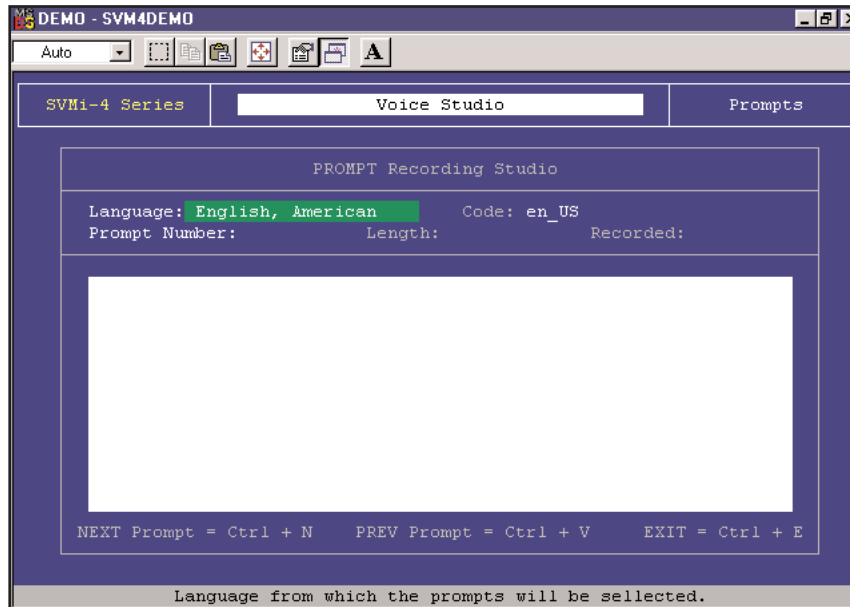 DEMO - SVM4DEMO
Auto A
SVMi-4 Series Voice Studio Prompts
PROMPT Recording Studio
Language: English, American Code: en_US
Prompt Number: Length: Recorded:
NEXT Prompt = Ctrl + N PREV Prompt = Ctrl + V EXIT = Ctrl + E
Language from which the prompts will be sellected.